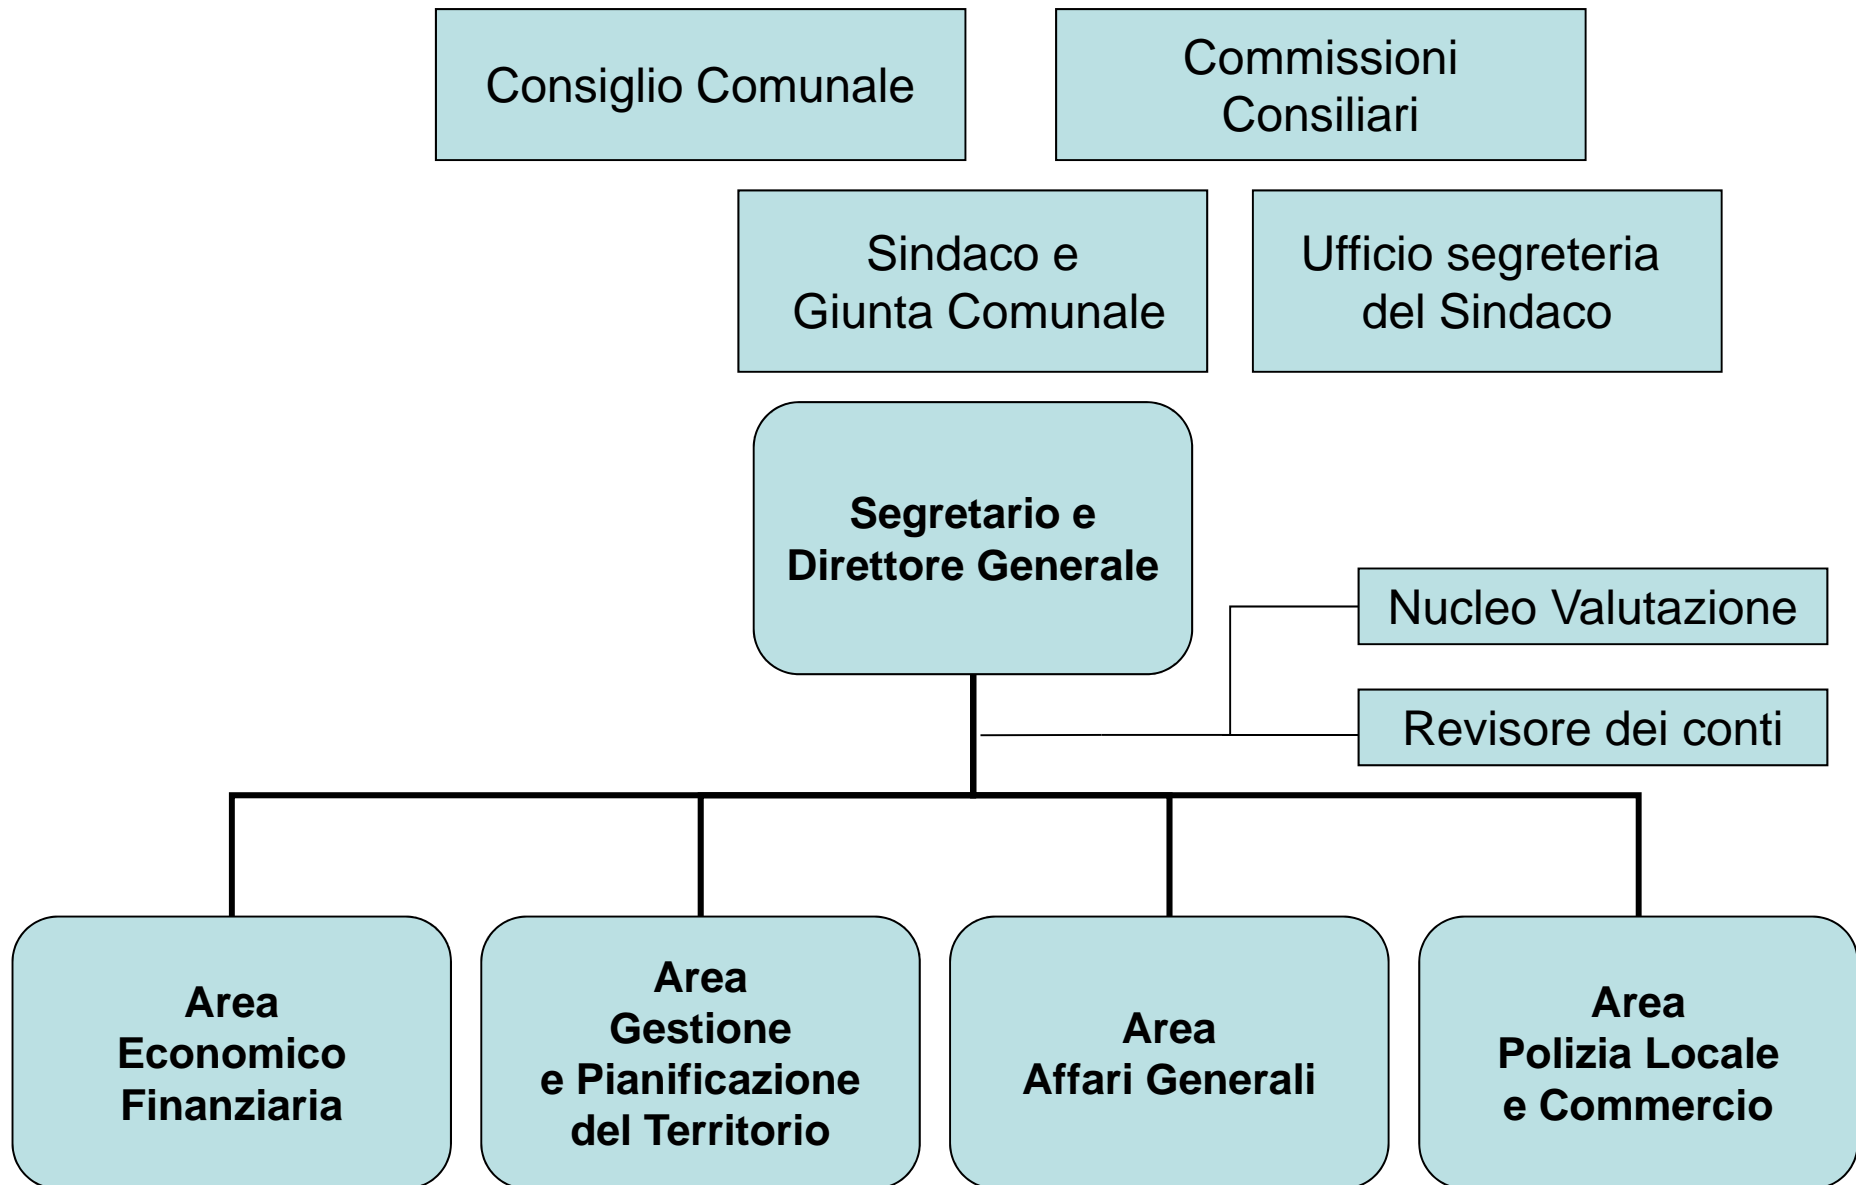 Consiglio Comunale
Commissioni
Consiliari
Sindaco e
Giunta Comunale
Ufficio segreteria
del Sindaco
Segretario e
Direttore Generale
Nucleo Valutazione
Revisore dei conti
Area
Economico
Finanziaria
Area
Gestione
e Pianificazione
del Territorio
Area
Affari Generali
Area
Polizia Locale
e Commercio